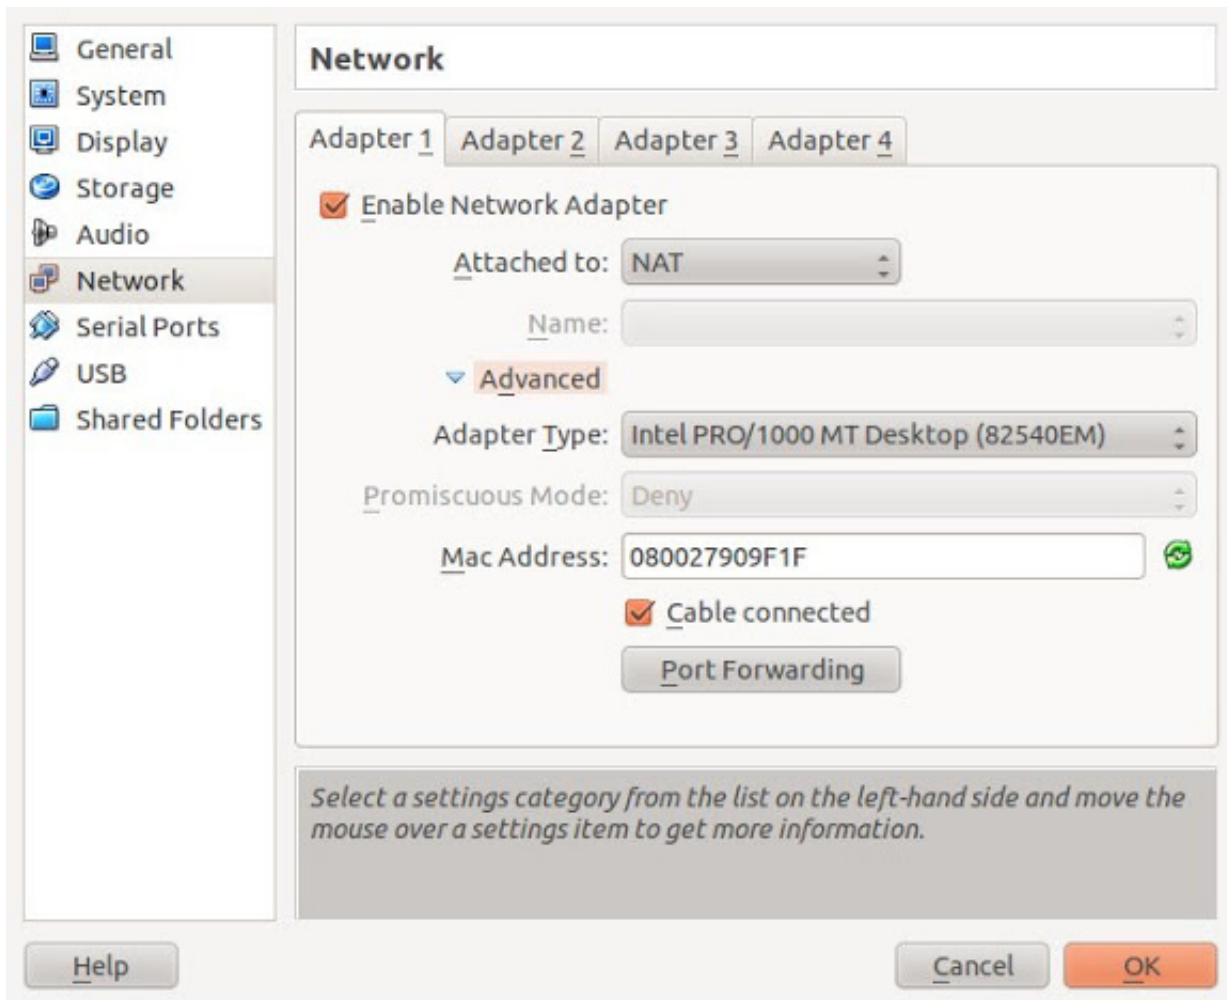 General
System
Display
Storage
Audio
Network
Serial Ports
USB
Shared Folders
Network
Adapter 1
Adapter 2
Adapter 3
Adapter 4
Enable Network Adapter
Attached to: NAT
Name:
Advanced
Adapter Type: Intel PRO/1000 MT Desktop (82540EM)
Promiscuous Mode: Deny
Mac Address: 080027909F1F
Cable connected
Port Forwarding
Select a settings category from the list on the left-hand side and move the
mouse over a settings item to get more information.
Help
Cancel
OK